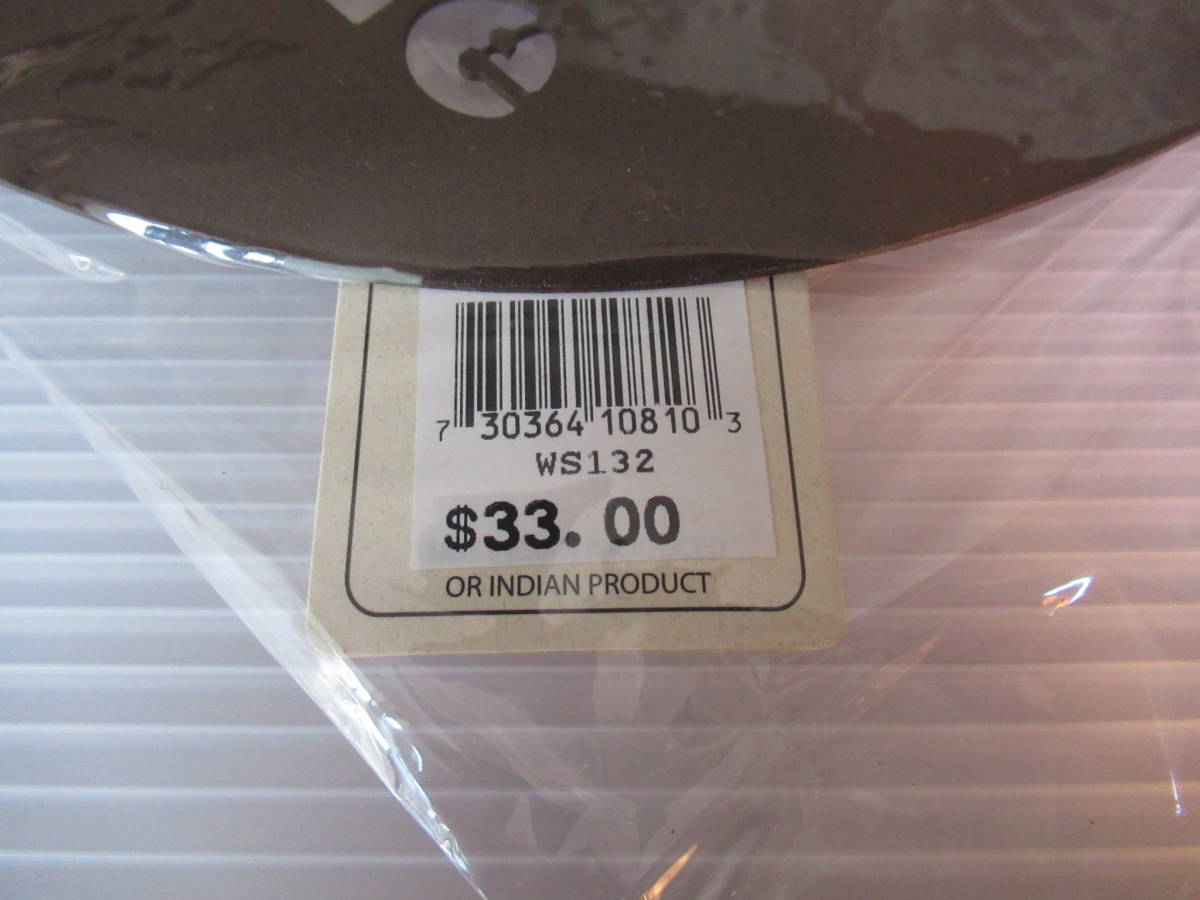 7 30364 10810 3
WS132
$33.00
OR INDIAN PRODUCT